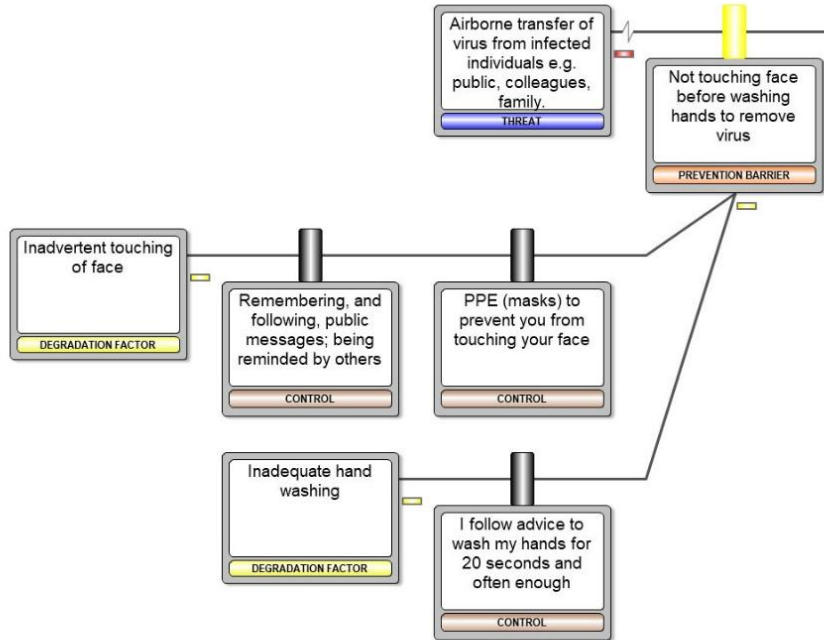 Airborne transfer of
virus from infected
individuals e.g.
public, colleagues,
family.
THREAT
Not touching face
before washing
hands to remove
virus
PREVENTION BARRIER
Inadvertent touching
of face
DEGRADATION FACTOR
Remembering, and
following, public
messages; being
reminded by others
CONTROL
PPE (masks) to
prevent you from
touching your face
CONTROL
Inadequate hand
washing
DEGRADATION FACTOR
I follow advice to
wash my hands for
20 seconds and
often enough
CONTROL